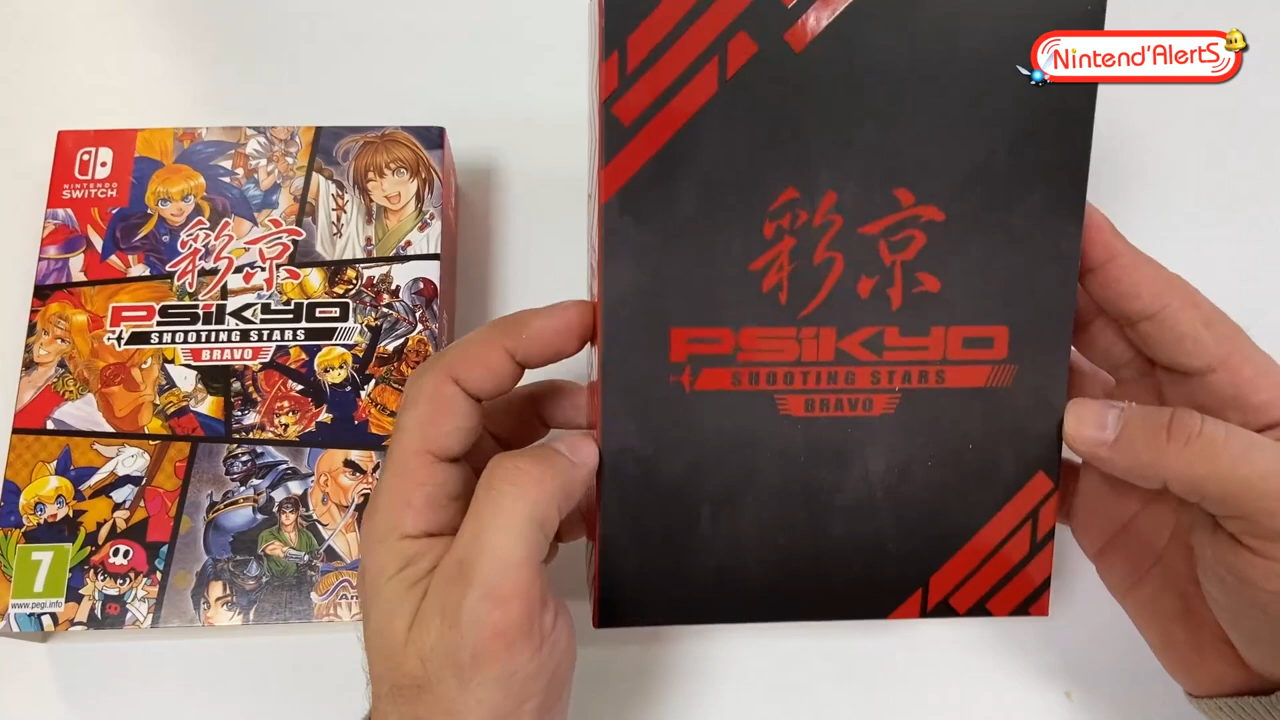 Nintend'AlertS
NINTENDO
SWITCH
彩京
PSiKYO
SHOOTING STARS
BRAVO
7
www.pegi.info
彩京
PSiKYO
SHOOTING STARS
BRAVO